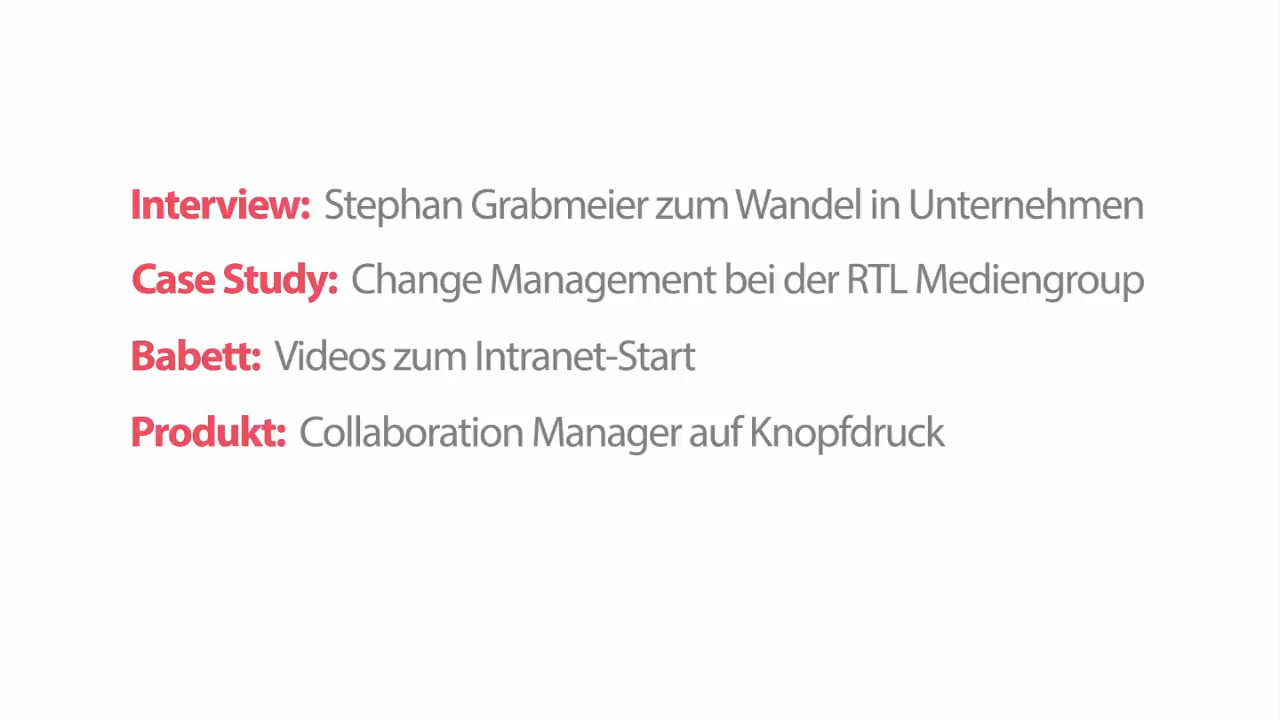 Interview: Stephan Grabmeier zum Wandel in Unternehmen
Case Study: Change Management bei der RTL Mediengroup
Babett: Videos zum Intranet-Start
Produkt: Collaboration Manager auf Knopfdruck